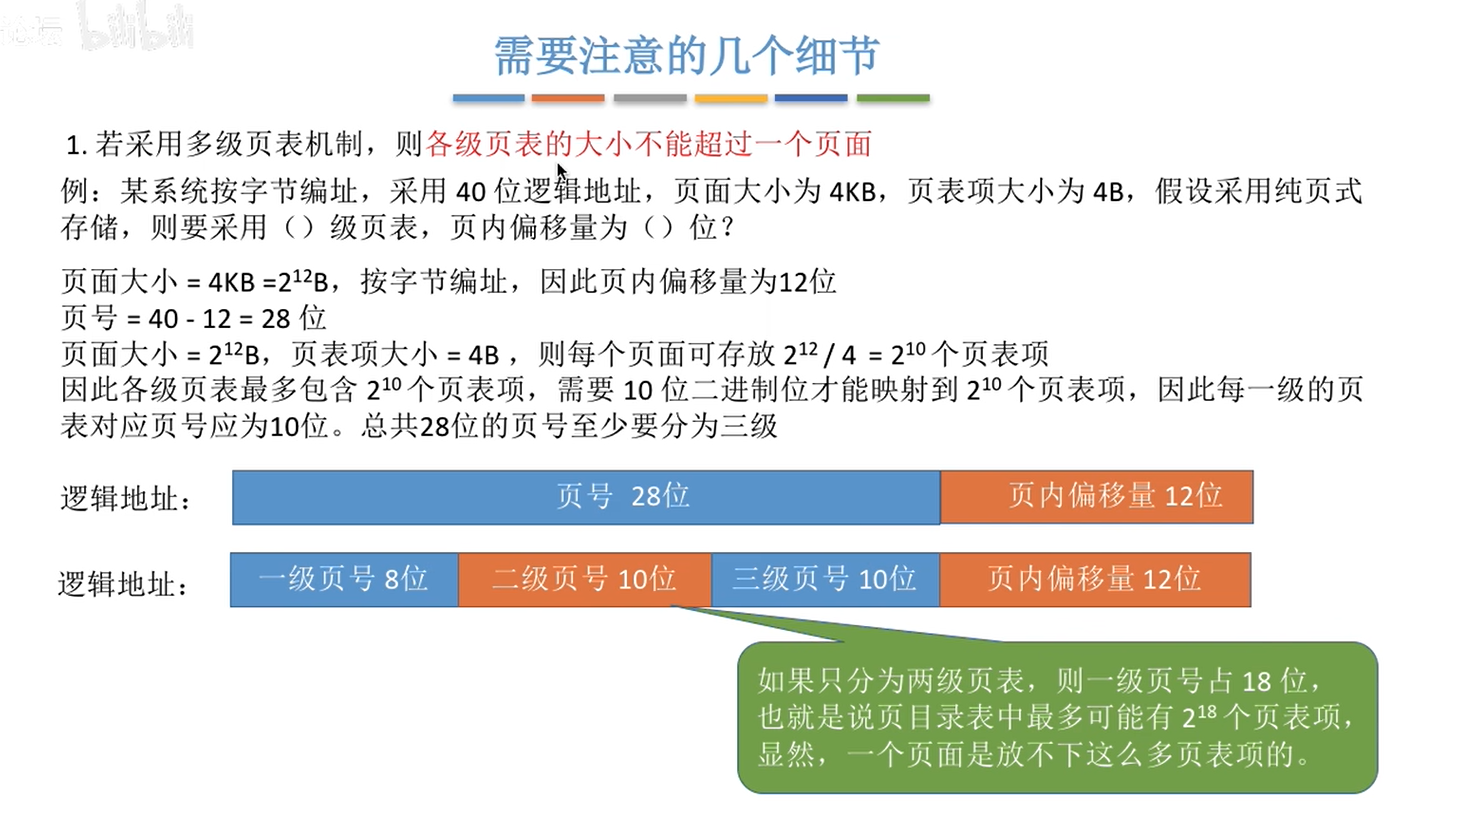 论坛 bilibili
需要注意的几个细节
1. 若采用多级页表机制，则各级页表的大小不能超过一个页面
例：某系统按字节编址，采用 40 位逻辑地址，页面大小为 4KB，页表项大小为 4B，假设采用纯页式
存储，则要采用（）级页表，页内偏移量为（）位？
页面大小 = 4KB =2¹²B，按字节编址，因此页内偏移量为12位
页号 = 40 - 12 = 28 位
页面大小 = 2¹²B，页表项大小 = 4B ，则每个页面可存放 2¹² / 4 = 2¹⁰ 个页表项
因此各级页表最多包含 2¹⁰ 个页表项，需要 10 位二进制位才能映射到 2¹⁰ 个页表项，因此每一级的页
表对应页号应为10位。总共28位的页号至少要分为三级
逻辑地址： 页号 28位 页内偏移量 12位
逻辑地址： 一级页号 8位 二级页号 10位 三级页号 10位 页内偏移量 12位
如果只分为两级页表，则一级页号占 18 位，
也就是说页目录表中最多可能有 2¹⁸ 个页表项，
显然，一个页面是放不下这么多页表项的。